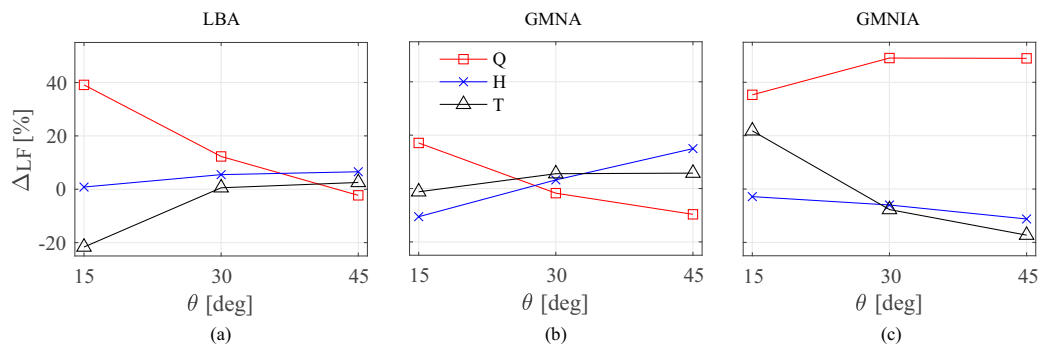 LBA
GMNA
GMNIA
Δ_LF [%]
40
20
0
-20
Q
H
T
15 30 45
15 30 45
15 30 45
θ [deg]
θ [deg]
θ [deg]
(a)
(b)
(c)